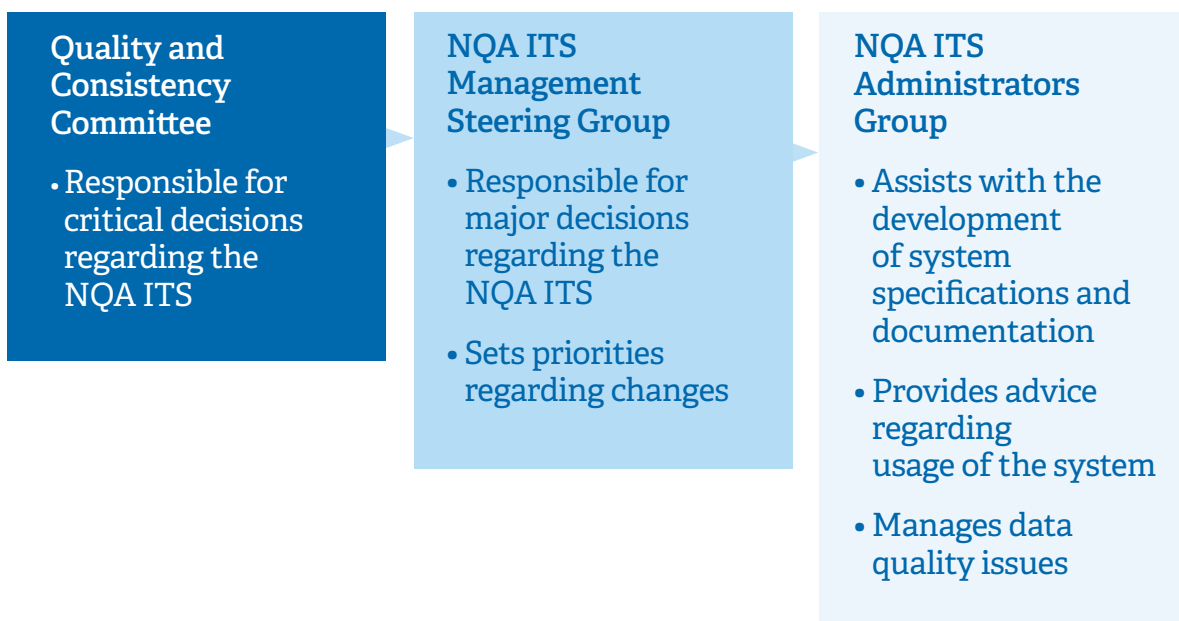 Quality and
Consistency
Committee
• Responsible for
critical decisions
regarding the
NQA ITS
NQA ITS
Management
Steering Group
• Responsible for
major decisions
regarding the
NQA ITS
• Sets priorities
regarding changes
NQA ITS
Administrators
Group
• Assists with the
development
of system
specifications and
documentation
• Provides advice
regarding
usage of the system
• Manages data
quality issues